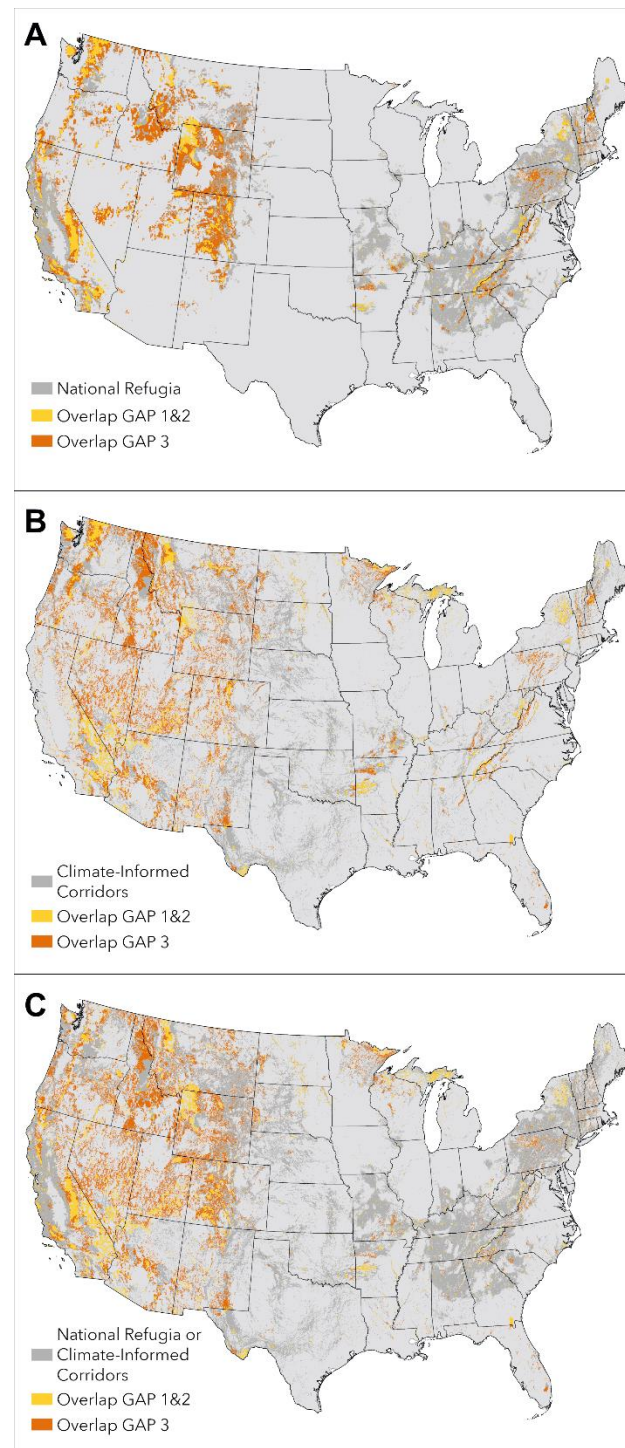 A
National Refugia
Overlap GAP 1&2
Overlap GAP 3
B
Climate-Informed
Corridors
Overlap GAP 1&2
Overlap GAP 3
C
National Refugia or
Climate-Informed
Corridors
Overlap GAP 1&2
Overlap GAP 3